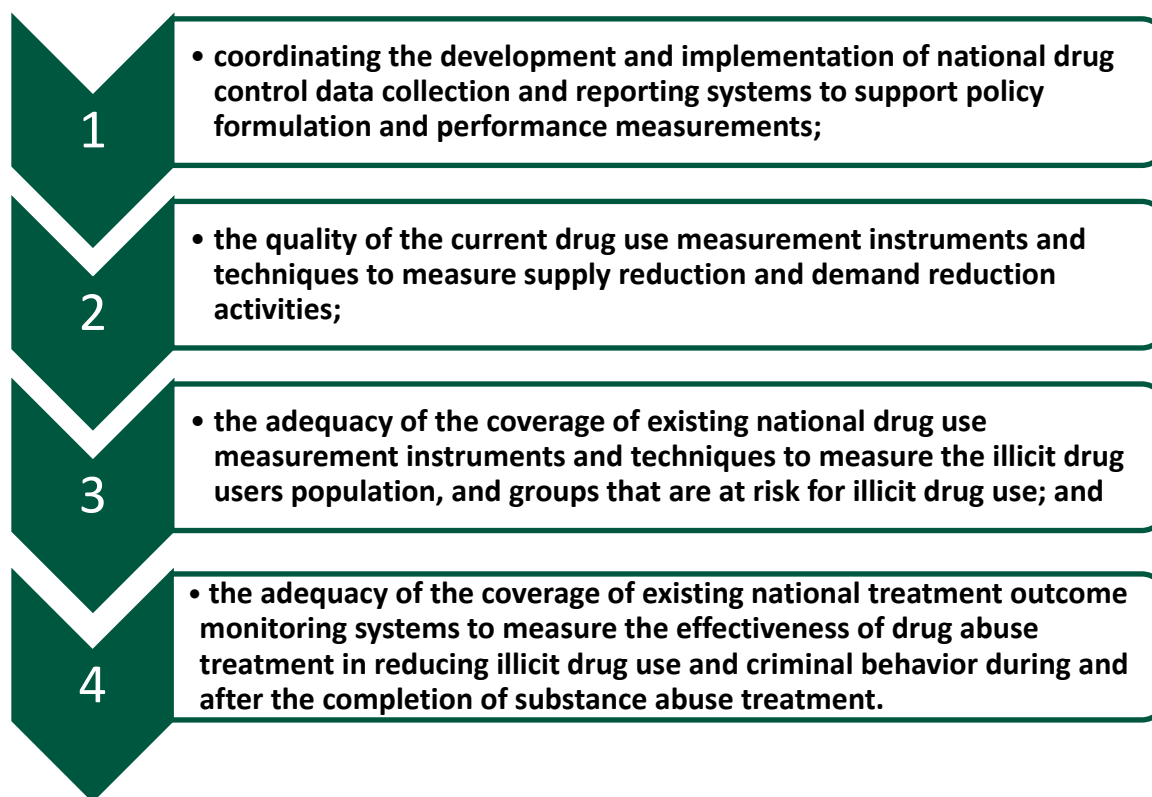 1
• coordinating the development and implementation of national drug
control data collection and reporting systems to support policy
formulation and performance measurements;
2
• the quality of the current drug use measurement instruments and
techniques to measure supply reduction and demand reduction
activities;
3
• the adequacy of the coverage of existing national drug use
measurement instruments and techniques to measure the illicit drug
users population, and groups that are at risk for illicit drug use; and
4
• the adequacy of the coverage of existing national treatment outcome
monitoring systems to measure the effectiveness of drug abuse
treatment in reducing illicit drug use and criminal behavior during and
after the completion of substance abuse treatment.